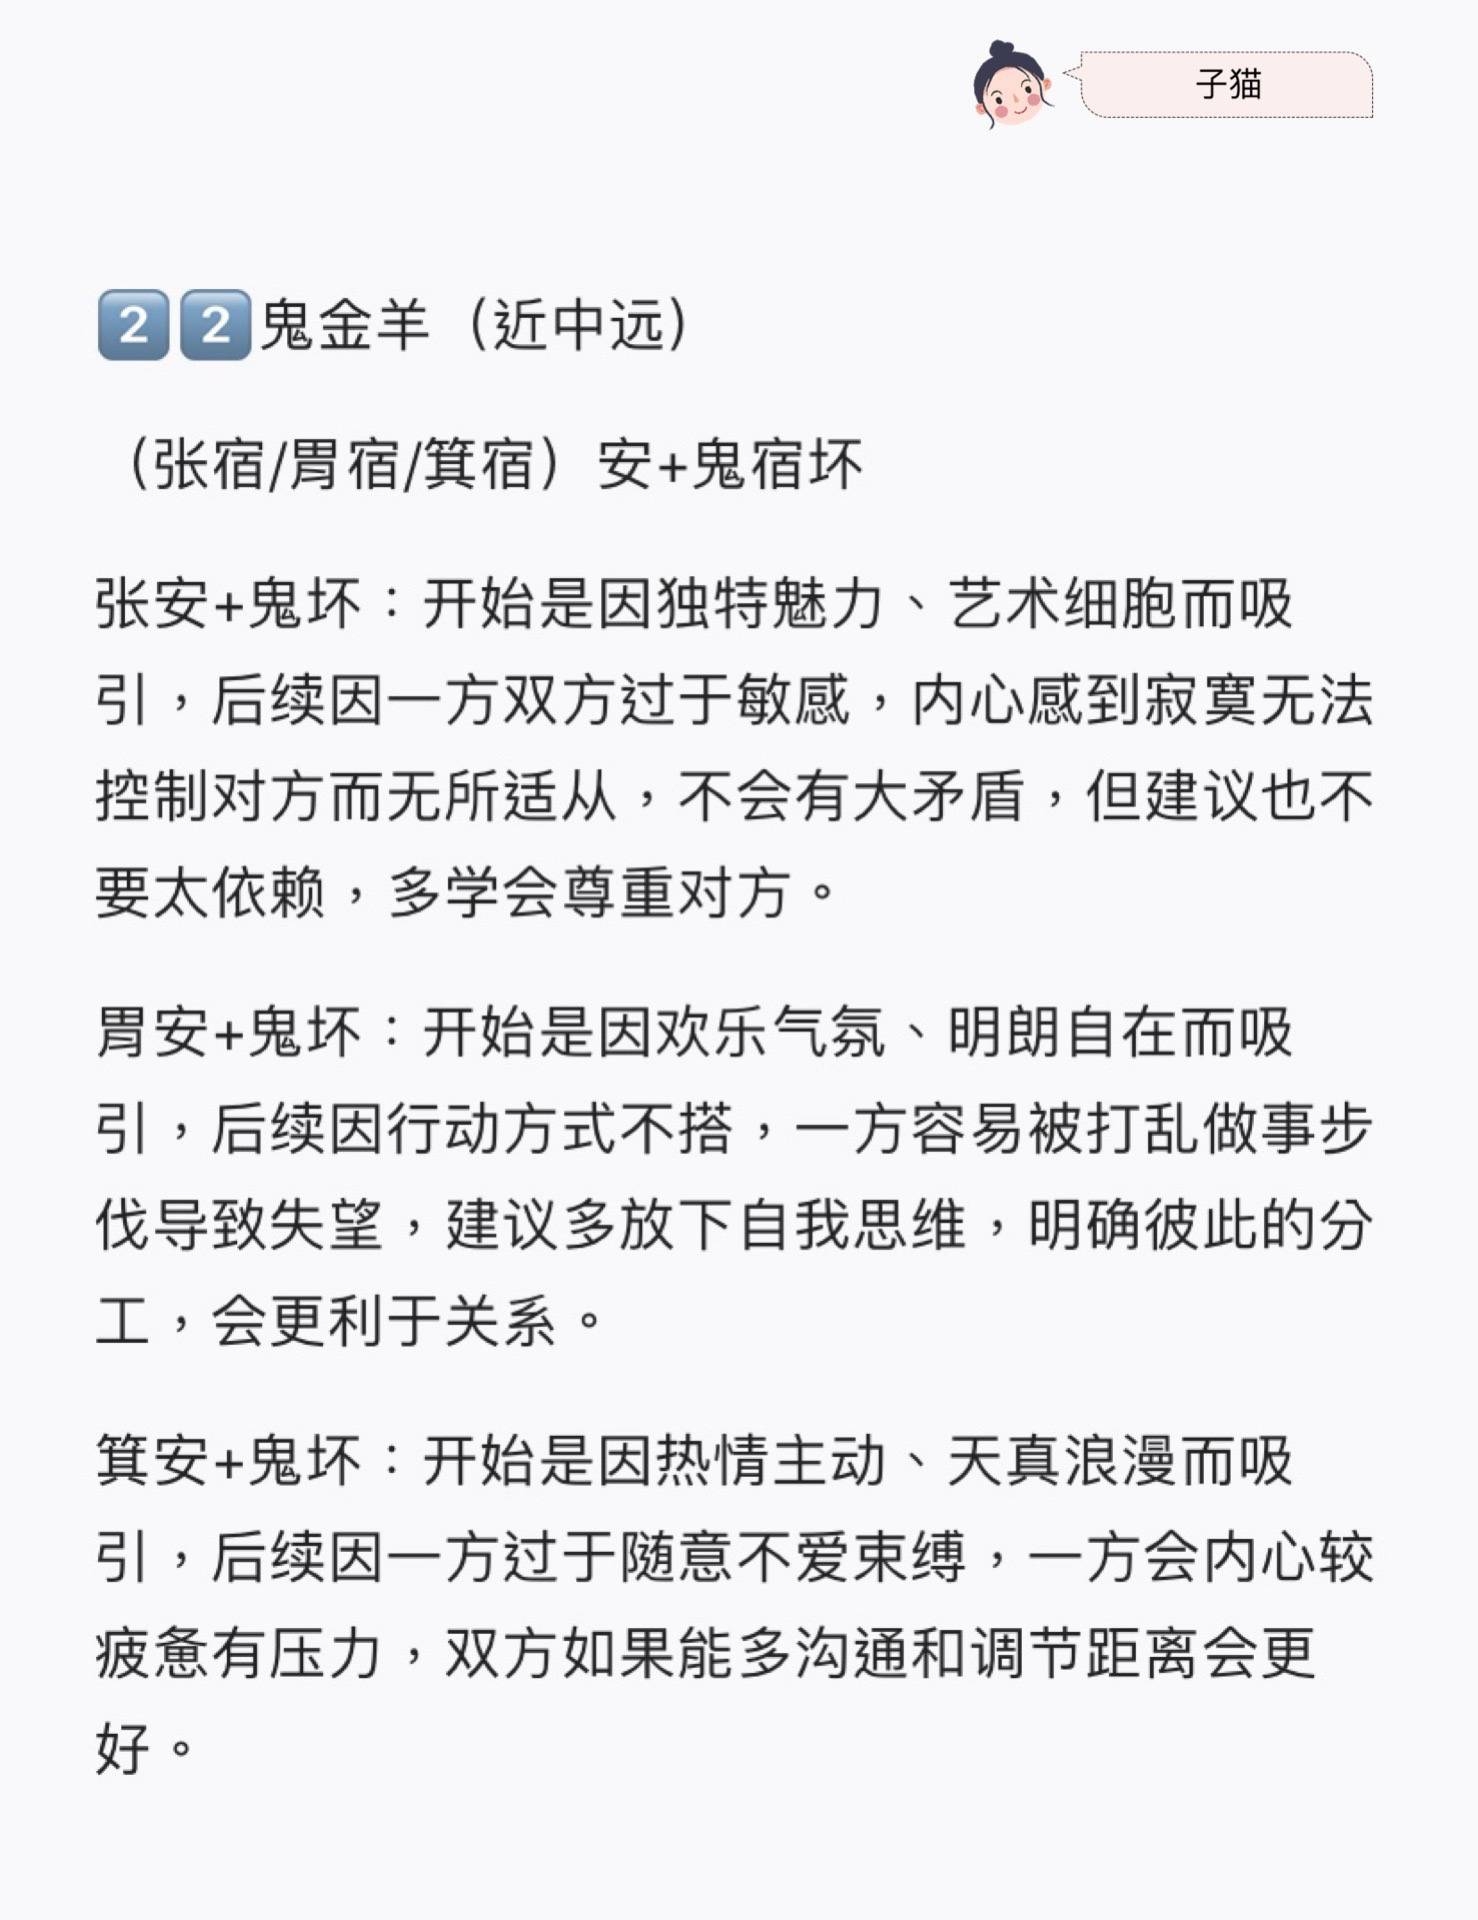 子猫
2️⃣2️⃣鬼金羊（近中远）
（张宿/胃宿/箕宿）安+鬼宿坏
张安+鬼坏：开始是因独特魅力、艺术细胞而吸
引，后续因一方双方过于敏感，内心感到寂寞无法
控制对方而无所适从，不会有大矛盾，但建议也不
要太依赖，多学会尊重对方。
胃安+鬼坏：开始是因欢乐气氛、明朗自在而吸
引，后续因行动方式不搭，一方容易被打乱做事步
伐导致失望，建议多放下自我思维，明确彼此的分
工，会更利于关系。
箕安+鬼坏：开始是因热情主动、天真浪漫而吸
引，后续因一方过于随意不爱束缚，一方会内心较
疲惫有压力，双方如果能多沟通和调节距离会更
好。